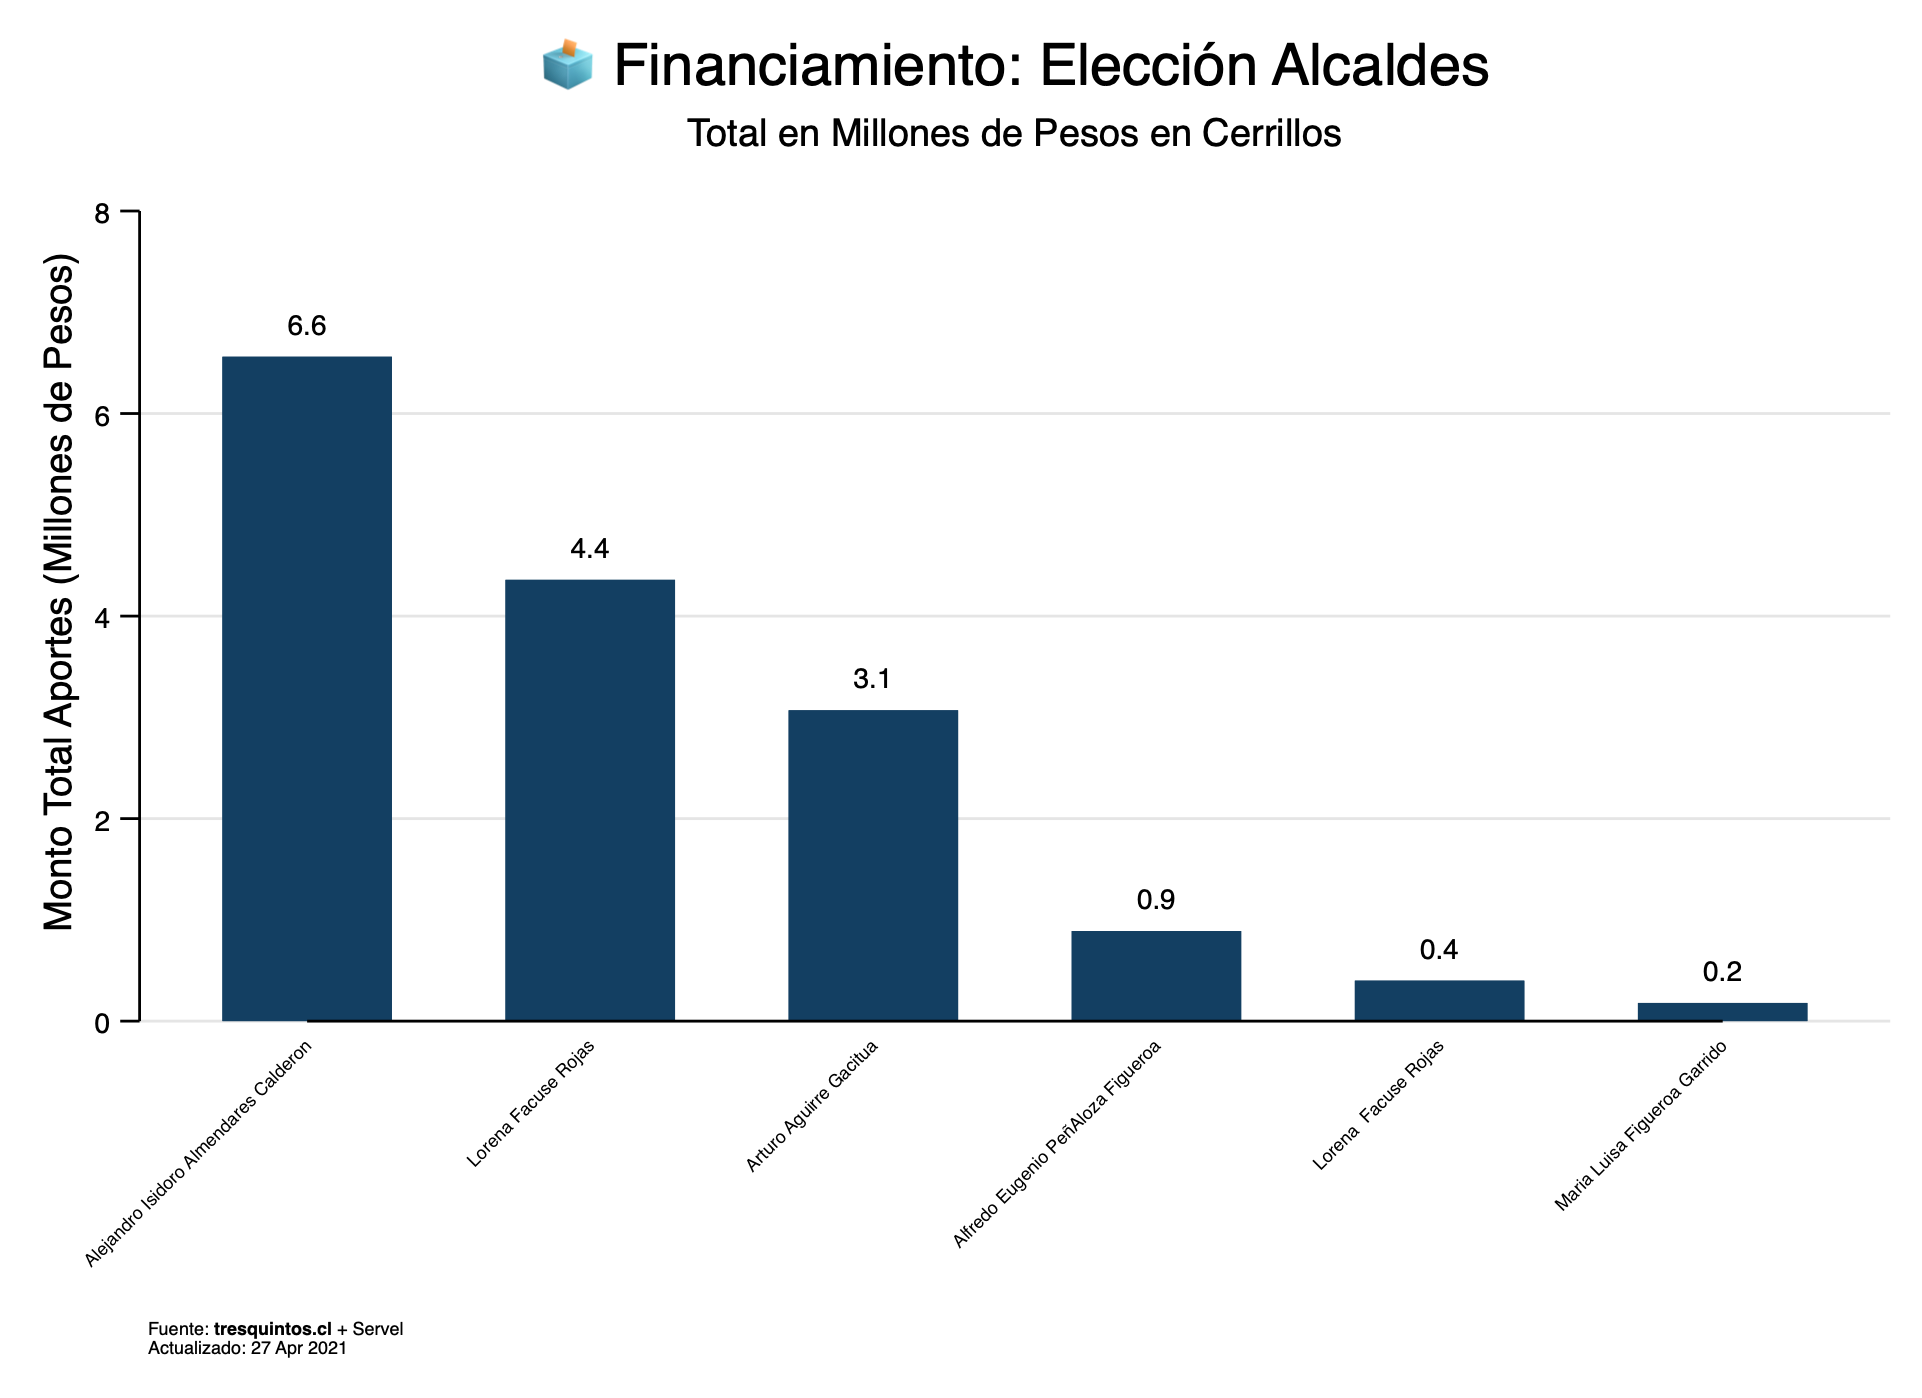 Financiamiento: Elección Alcaldes
Total en Millones de Pesos en Cerrillos
Monto Total Aportes (Millones de Pesos)
8
6
4
2
0
6.6
4.4
3.1
0.9
0.4
0.2
Alejandro Isidoro Almendares Calderon
Lorena Facuse Rojas
Arturo Aguirre Gacitua
Alfredo Eugenio PeñAloza Figueroa
Lorena  Facuse Rojas
Maria Luisa Figueroa Garrido
Fuente: tresquintos.cl + Servel
Actualizado: 27 Apr 2021